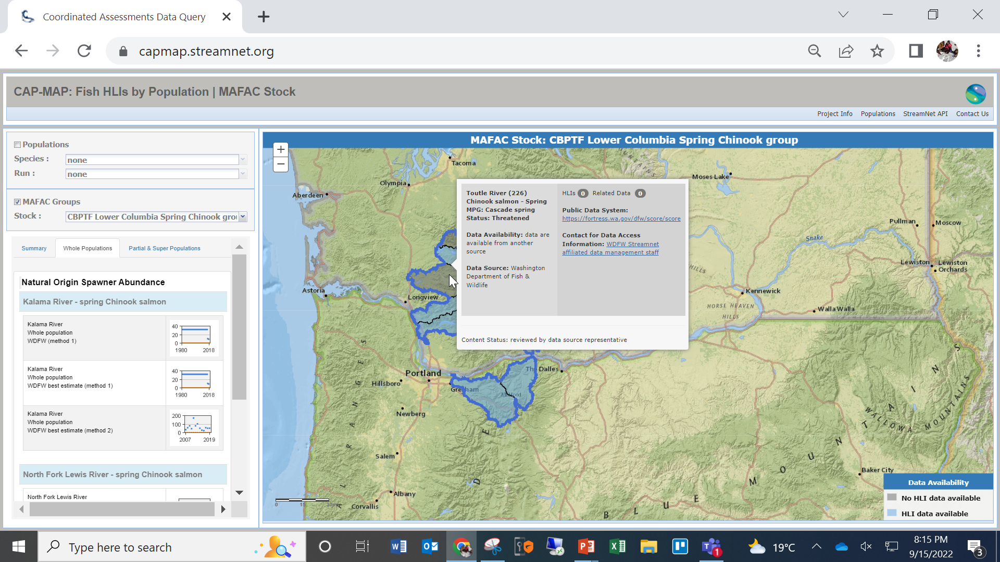 Coordinated Assessments Data Query
capmap.streamnet.org
CAP-MAP: Fish HLIs by Population | MAFAC Stock
Project Info Populations StreamNet API Contact Us
Populations
Species : none
Run : none
MAFAC Groups
Stock : CBPTF Lower Columbia Spring Chinook grou
Summary Whole Populations Partial & Super Populations
Natural Origin Spawner Abundance
Kalama River - spring Chinook salmon
Kalama River
Whole population
WDFW (method 1)
40
20
0
1980 2018
Kalama River
Whole population
WDFW best estimate (method 1)
40
20
0
1980 2018
Kalama River
Whole population
WDFW best estimate (method 2)
200
100
0
2007 2019
North Fork Lewis River - spring Chinook salmon
North Fork Lewis River
MAFAC Stock: CBPTF Lower Columbia Spring Chinook group
+
−
Tacoma
Olympia
Aberdeen
Moses Lake
Pullman
Moscow
Snake
Lewiston
Lewiston
Orchards
Astoria
Longview
Kennewick
HILLS
HORSE HEAVEN
HILLS
Walla Walla
Toutle River (226)
Chinook salmon - Spring
MPG: Cascade spring
Status: Threatened
Data Availability: data are
available from another
source
Data Source: Washington
Department of Fish &
Wildlife
HLIs 0 Related Data 0
Public Data System:
https://fortress.wa.gov/dfw/score/score
Contact for Data Access
Information: WDFW Streamnet
affiliated data management staff
Content Status: reviewed by data source representative
Portland
The Dalles
Hillsboro
Gresham
Newberg
Salem
Albany
Corvallis
Baker City
WALLOWA MOUNTAINS
BLUE MOUNTAINS
0 15 30mi
Data Availability
No HLI data available
HLI data available
Type here to search
1
19°C
8:15 PM
9/15/2022
3